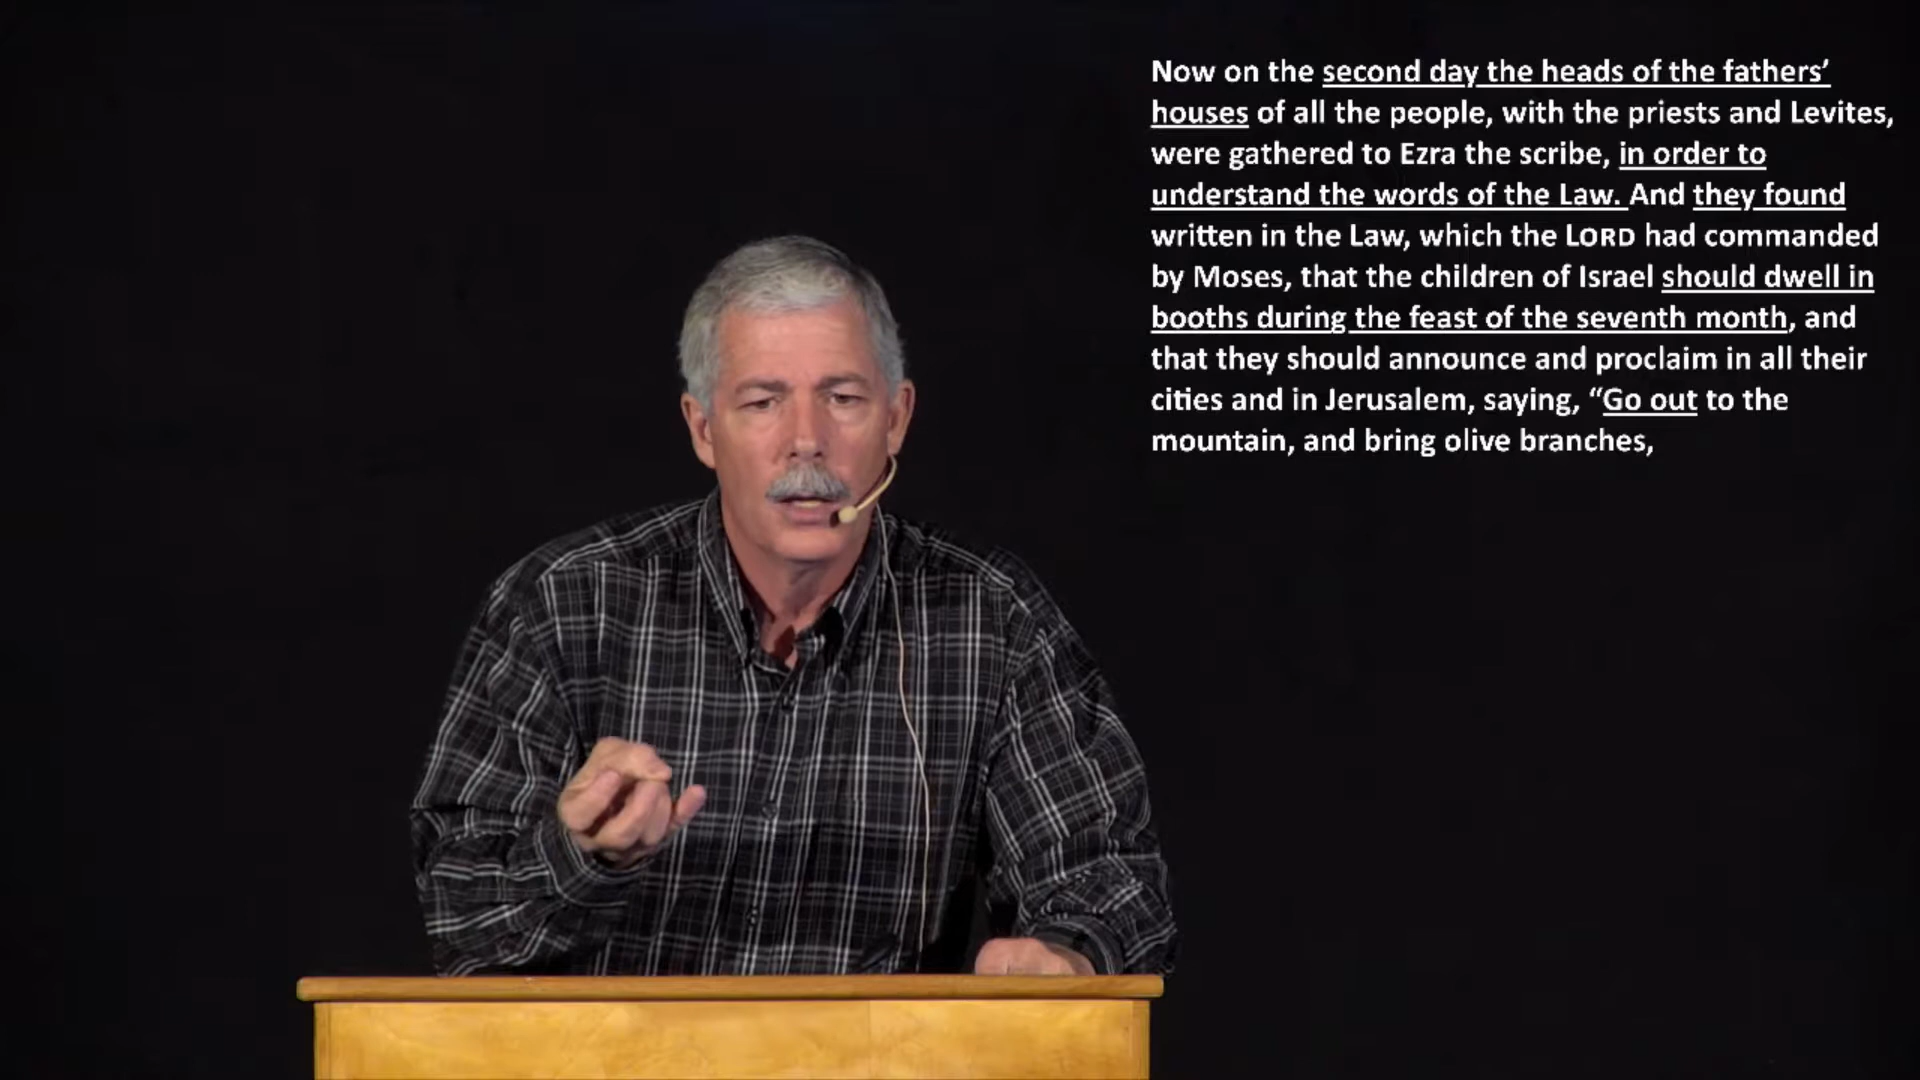 Now on the second day the heads of the fathers’
houses of all the people, with the priests and Levites,
were gathered to Ezra the scribe, in order to
understand the words of the Law. And they found
written in the Law, which the LORD had commanded
by Moses, that the children of Israel should dwell in
booths during the feast of the seventh month, and
that they should announce and proclaim in all their
cities and in Jerusalem, saying, “Go out to the
mountain, and bring olive branches,